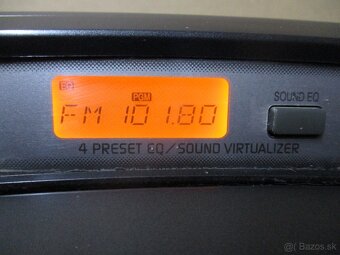 EQ
PGM
FM 101.80
SOUND EQ
4 PRESET EQ/SOUND VIRTUALIZER
Bazos.sk